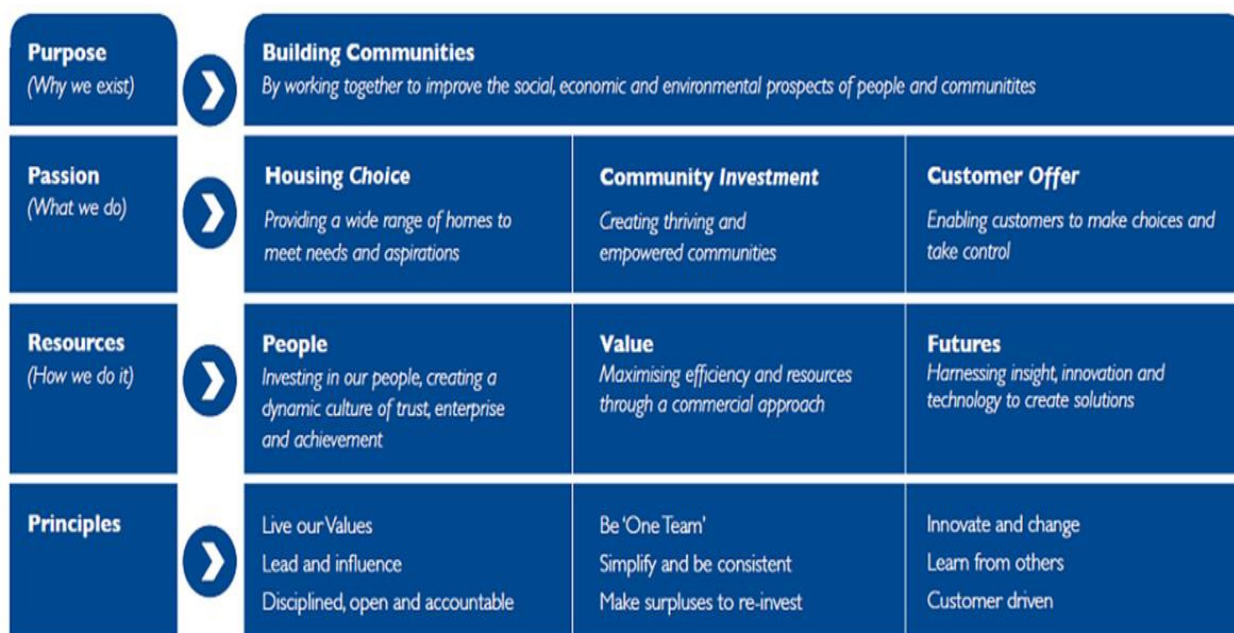 Purpose
(Why we exist)
Building Communities
By working together to improve the social, economic and environmental prospects of people and communitites
Passion
(What we do)
Housing Choice
Providing a wide range of homes to
meet needs and aspirations
Community Investment
Creating thriving and
empowered communities
Customer Offer
Enabling customers to make choices and
take control
Resources
(How we do it)
People
Investing in our people, creating a
dynamic culture of trust, enterprise
and achievement
Value
Maximising efficiency and resources
through a commercial approach
Futures
Harnessing insight, innovation and
technology to create solutions
Principles
Live our Values
Lead and influence
Disciplined, open and accountable
Be ‘One Team’
Simplify and be consistent
Make surpluses to re-invest
Innovate and change
Learn from others
Customer driven